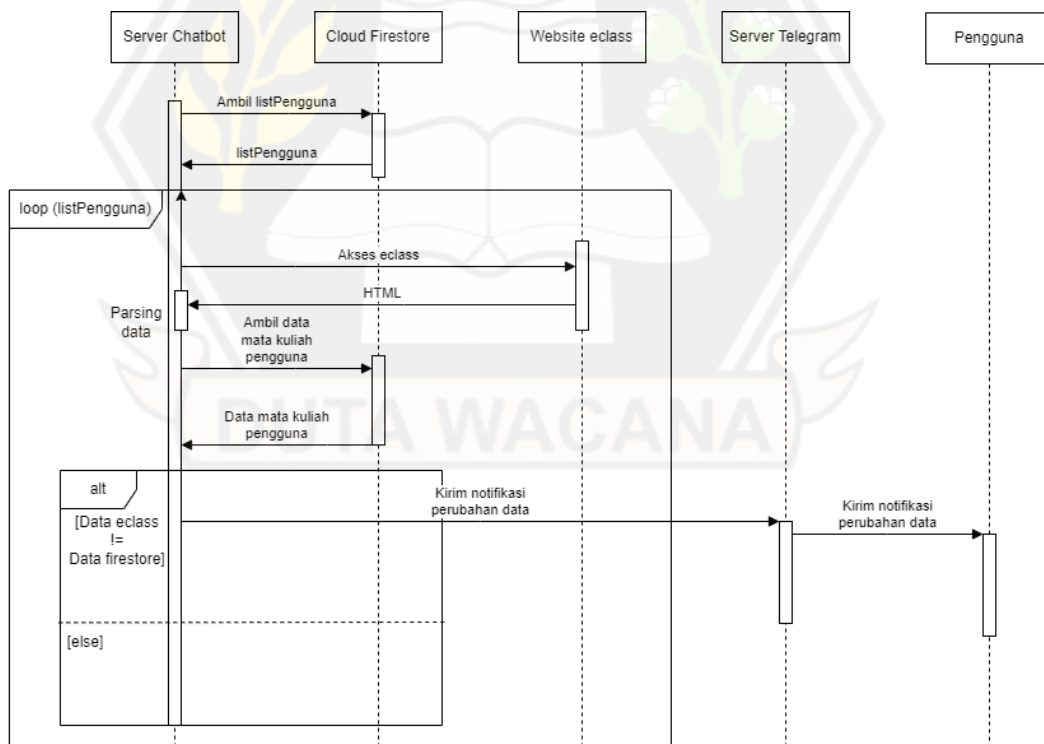 Server Chatbot
Cloud Firestore
Website eclass
Server Telegram
Pengguna
Ambil listPengguna
listPengguna
loop (listPengguna)
Akses eclass
HTML
Parsing
data
Ambil data
mata kuliah
pengguna
Data mata kuliah
pengguna
DUTA WACANA
alt
[Data eclass
!=
Data firestore]
Kirim notifikasi
perubahan data
Kirim notifikasi
perubahan data
[else]